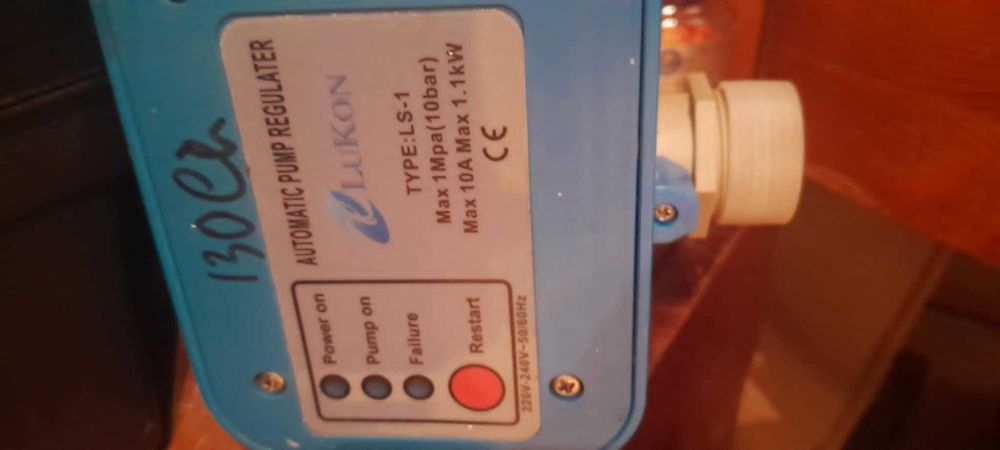 AUTOMATIC PUMP REGULATER
LUKON
TYPE:LS-1
Max 1Mpa(10bar)
Max 10A Max 1.1kW
CE
Power on
Pump on
Failure
Restart
220V-240V~50/60Hz